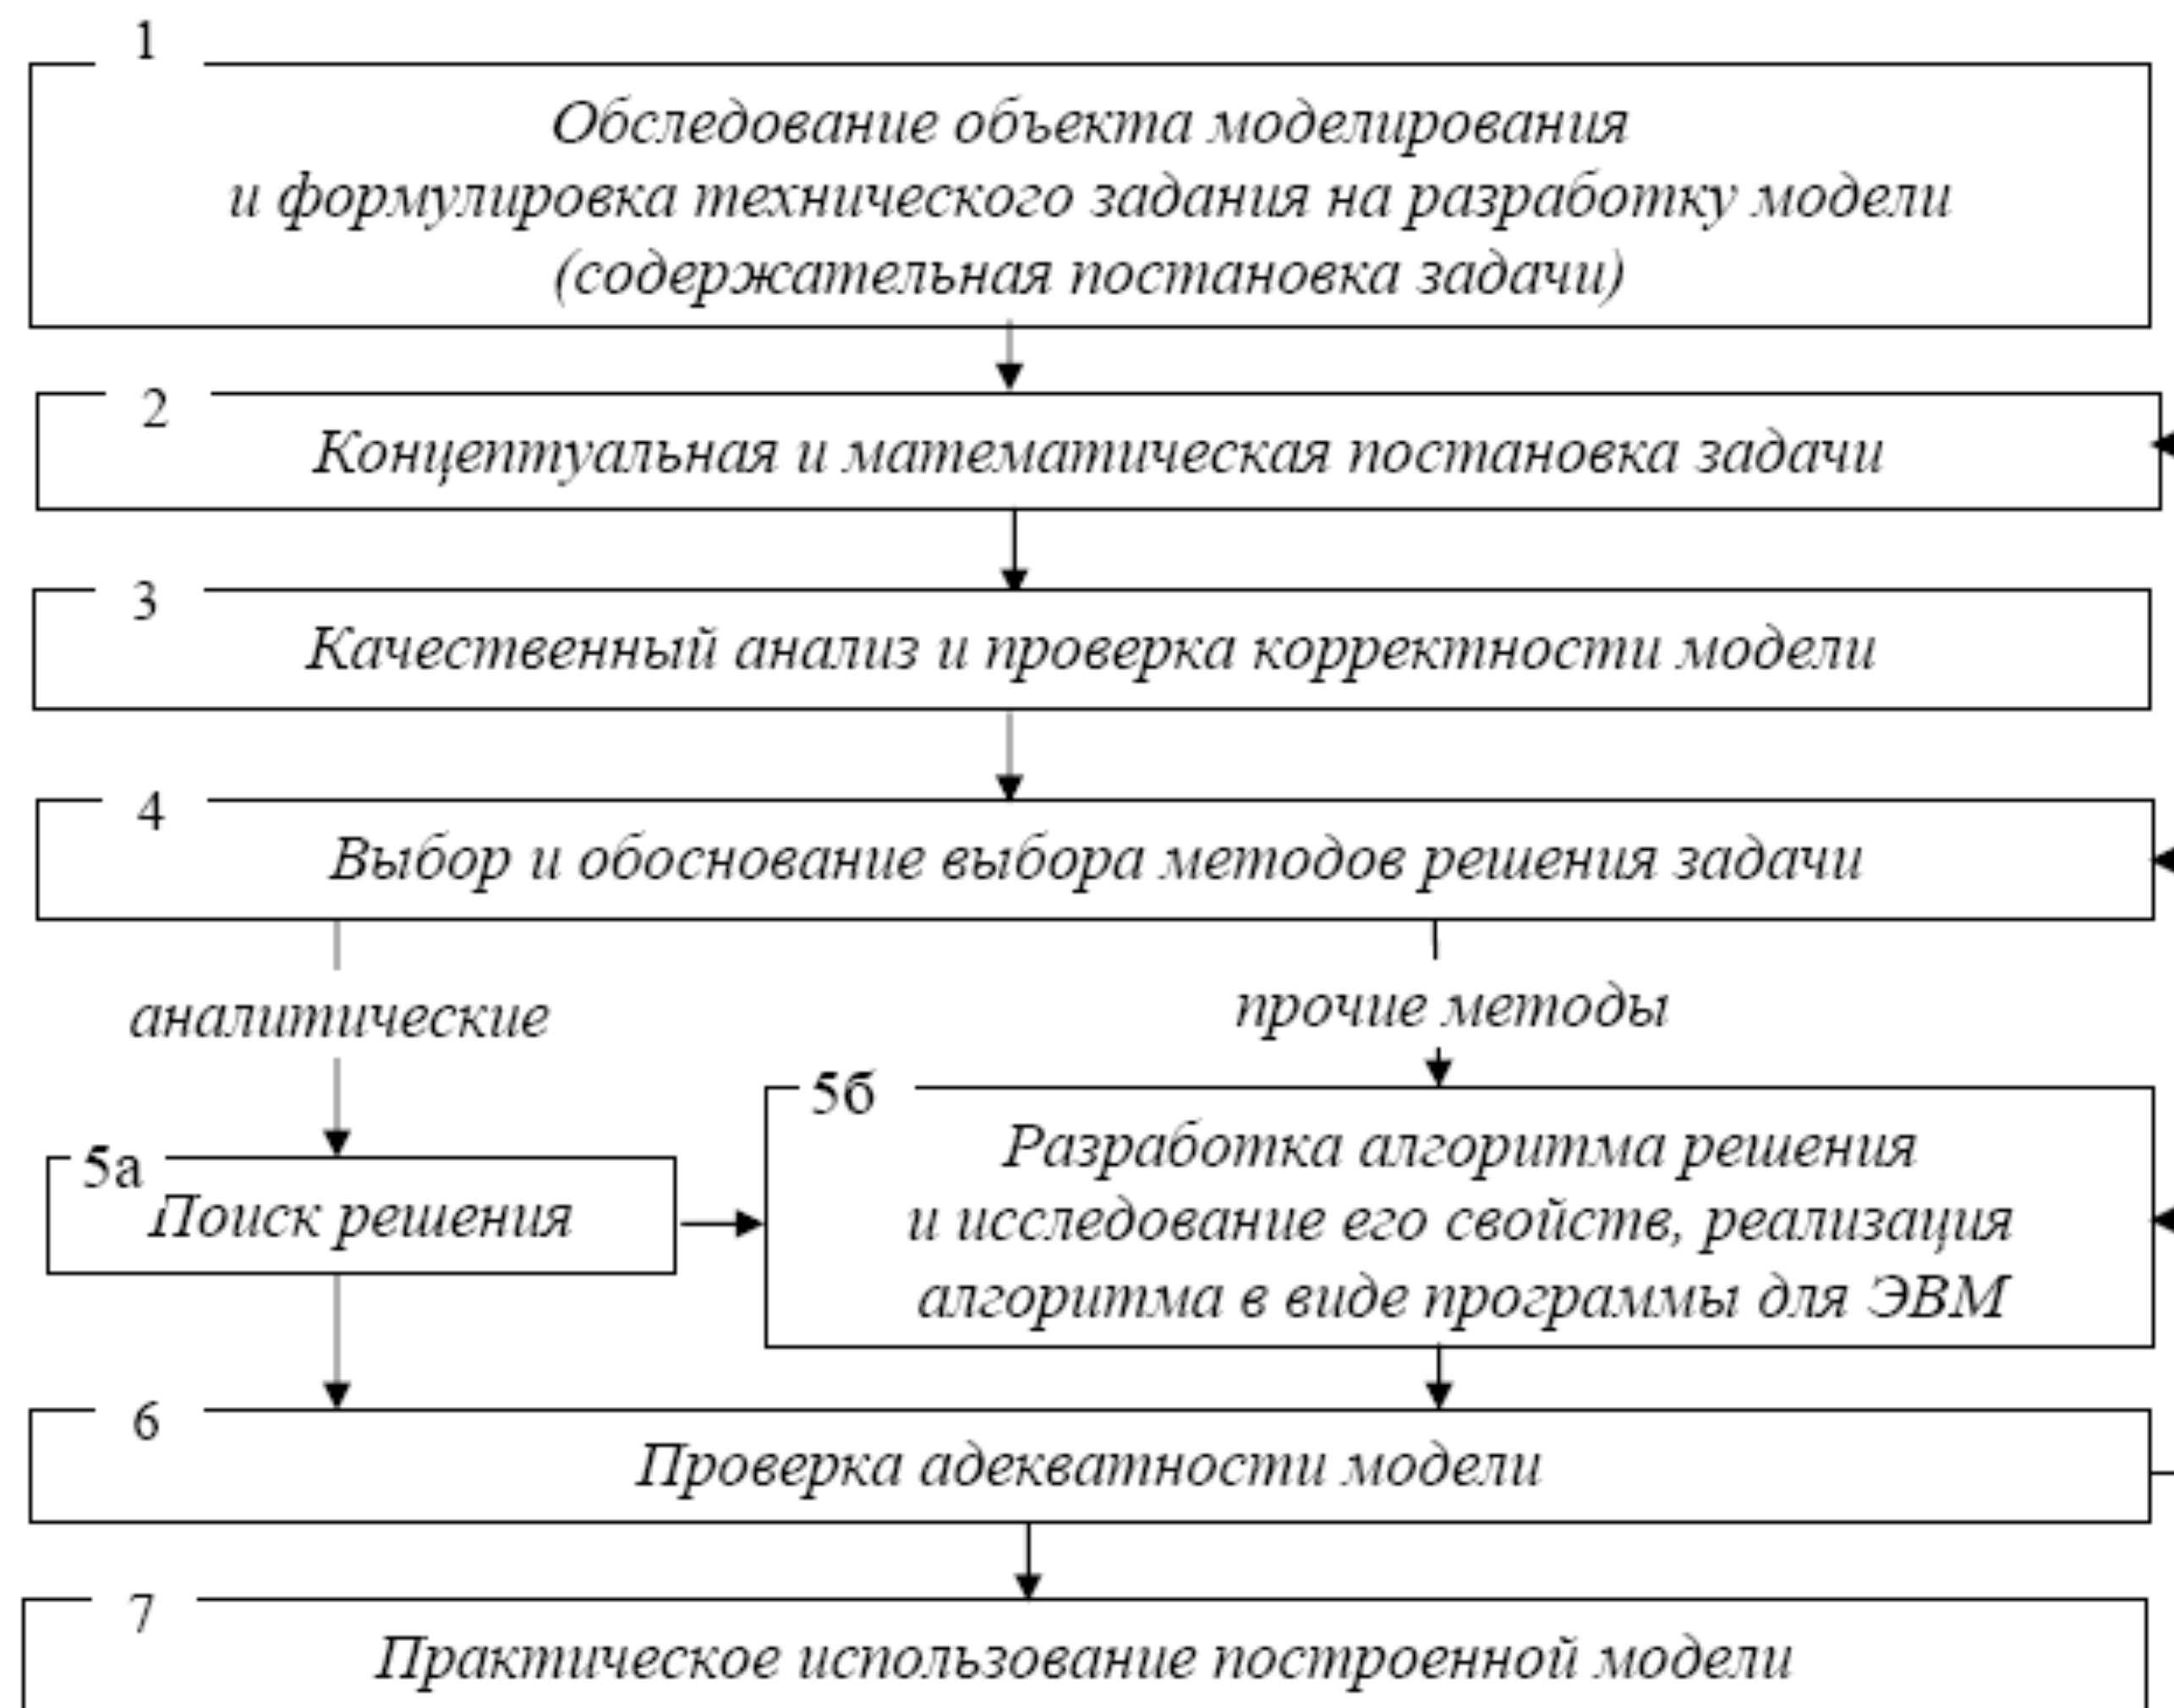 1
Обследование объекта моделирования
и формулировка технического задания на разработку модели
(содержательная постановка задачи)
2
Концептуальная и математическая постановка задачи
3
Качественный анализ и проверка корректности модели
4
Выбор и обоснование выбора методов решения задачи
аналитические
прочие методы
5а
Поиск решения
5б
Разработка алгоритма решения
и исследование его свойств, реализация
алгоритма в виде программы для ЭВМ
6
Проверка адекватности модели
7
Практическое использование построенной модели